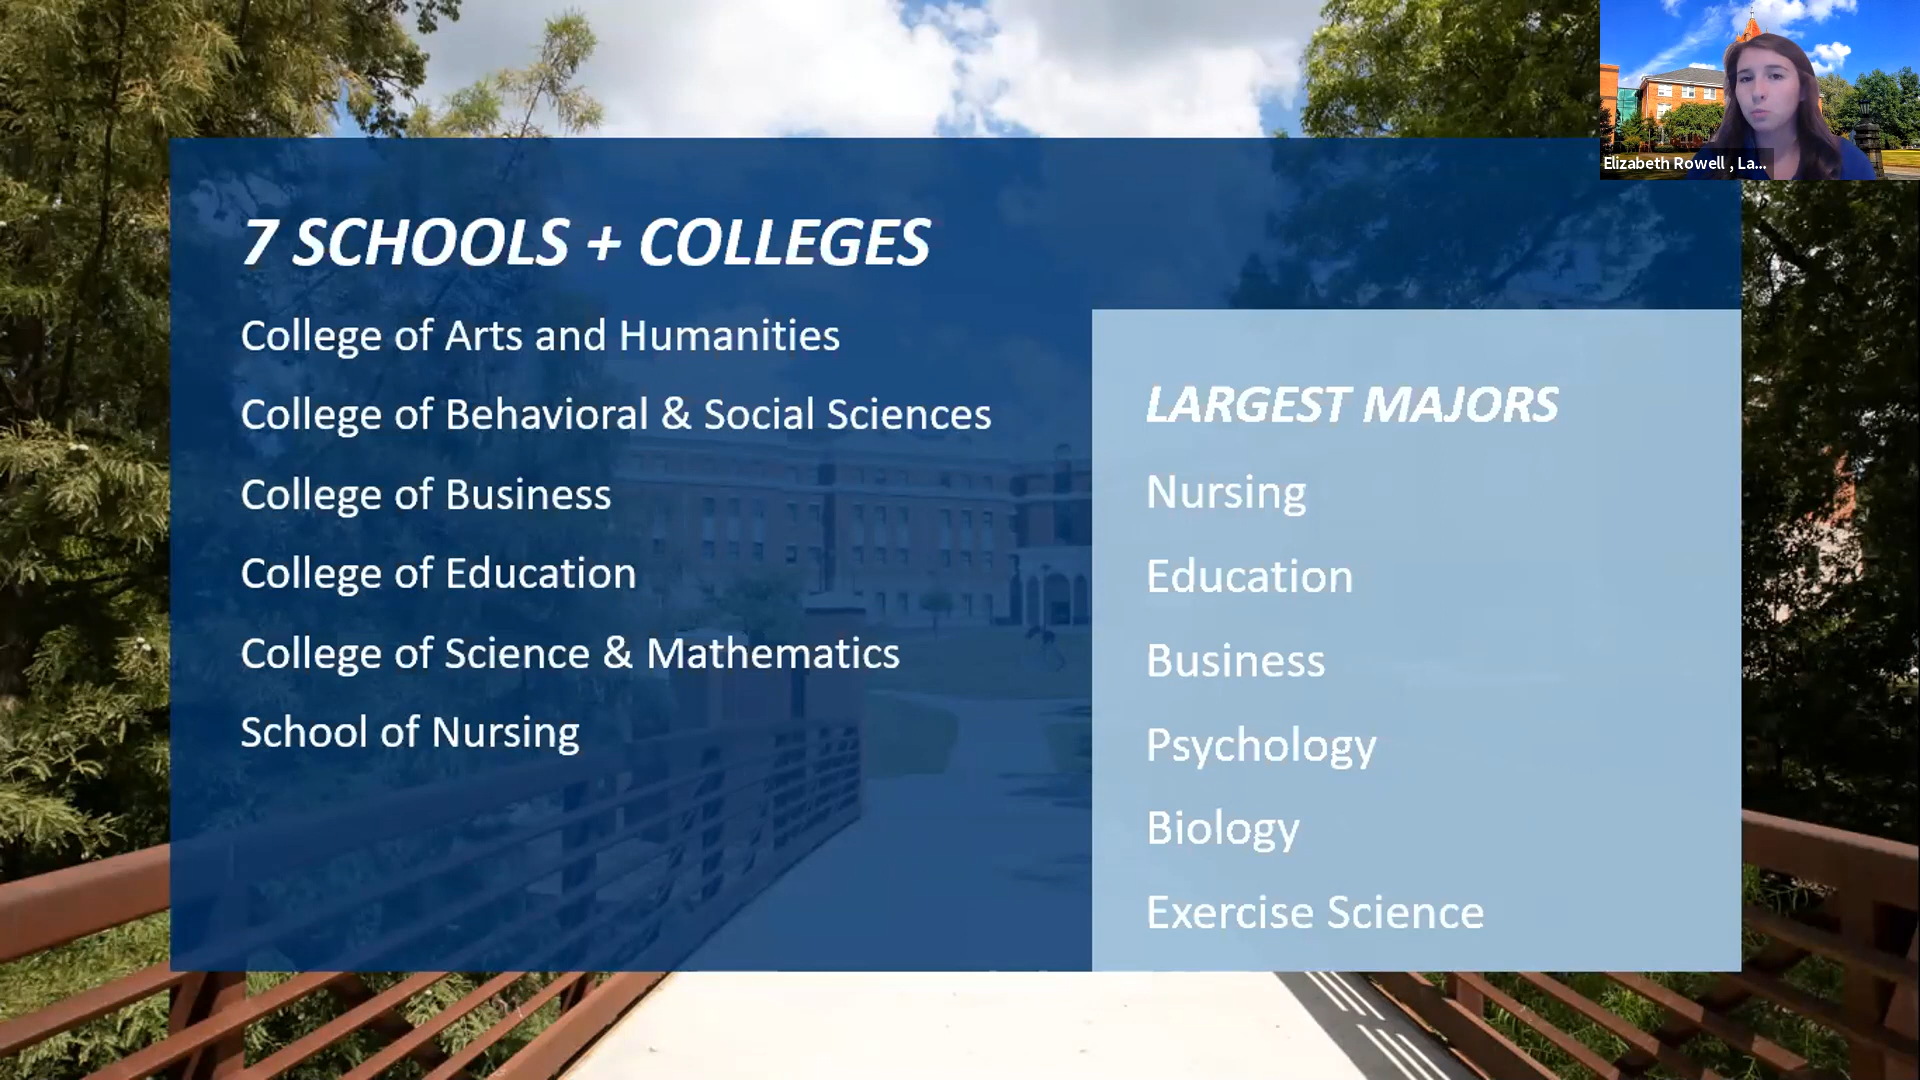 Elizabeth Rowell , La...
7 SCHOOLS + COLLEGES
College of Arts and Humanities
College of Behavioral & Social Sciences
College of Business
College of Education
College of Science & Mathematics
School of Nursing
LARGEST MAJORS
Nursing
Education
Business
Psychology
Biology
Exercise Science